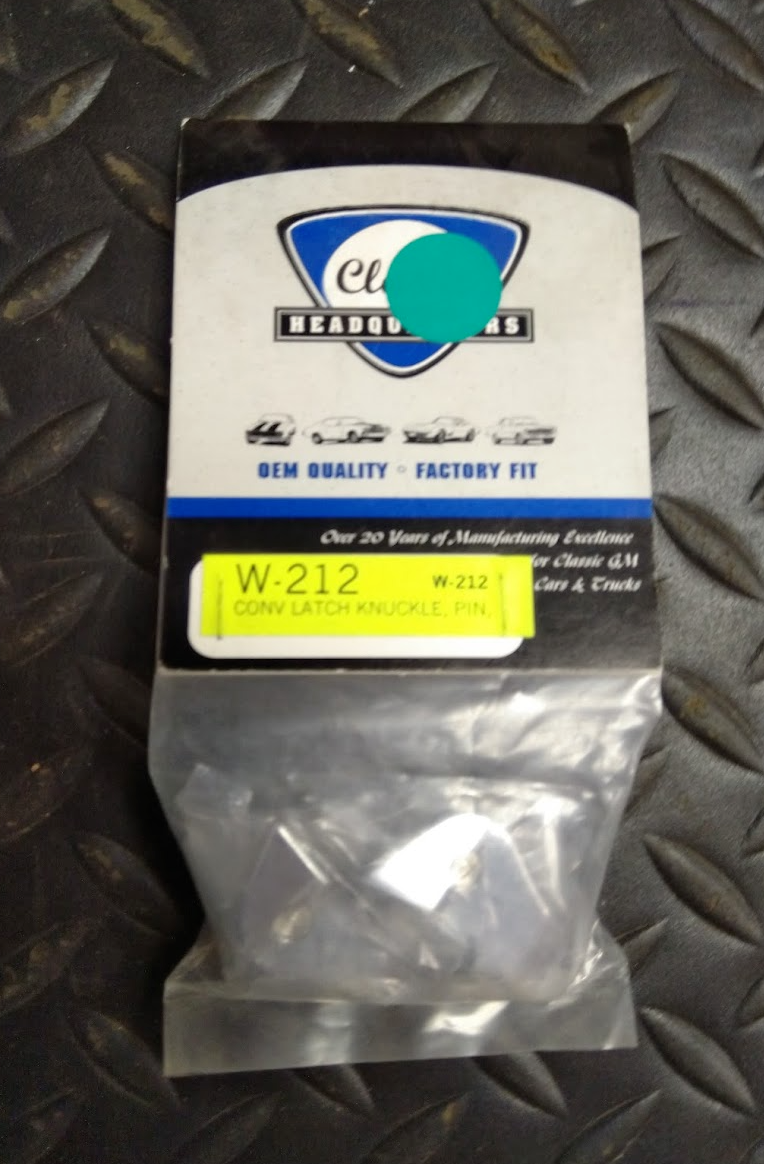 Cl
HEADQU RS
OEM QUALITY ◦ FACTORY FIT
Over 20 Years of Manufacturing Excellence
for Classic GM
Cars & Trucks
W-212 W-212
CONV LATCH KNUCKLE, PIN,